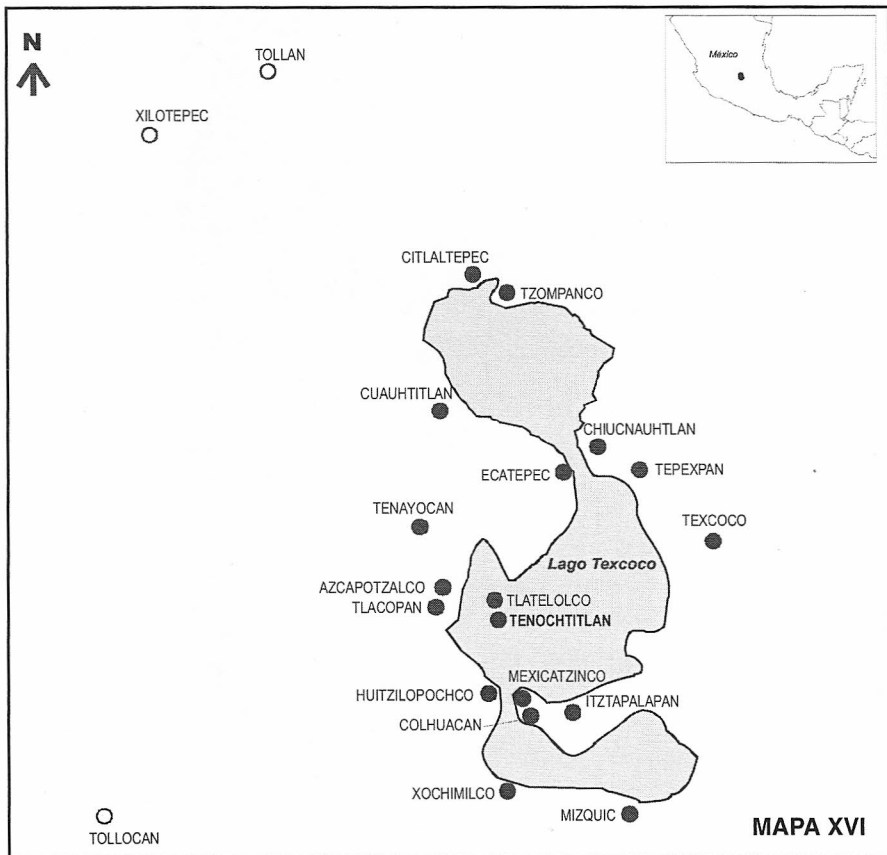 N
TOLLAN
México
XILOTEPEC
CITLALTEPEC
TZOMPANCO
CUAUHTITLAN
CHIUCNAUHTLAN
ECATEPEC
TEPEXPAN
TENAYOCAN
TEXCOCO
Lago Texcoco
AZCAPOTZALCO
TLATELOLCO
TLACOPAN
TENOCHTITLAN
MEXICATZINCO
HUITZILOPOCHCO
ITZTAPALAPAN
COLHUACAN
XOCHIMILCO
MIZQUIC
TOLLOCAN
MAPA XVI